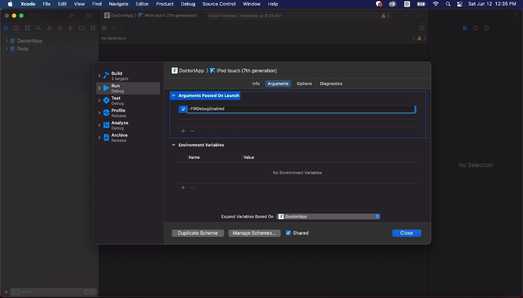 Xcode File Edit View Find Navigate Editor Product Debug Source Control Window Help
Sat Jun 12 12:35 PM
DoctorApp iPod touch (7th generation)
DoctorApp
No Selection
DoctorApp iPod touch (7th generation)
Info Arguments Options Diagnostics
Build
2 targets
Run
Debug
Test
Debug
Profile
Release
Analyze
Debug
Archive
Release
Arguments Passed On Launch
-FIRDebugEnabled
Environment Variables
Name Value
No Environment Variables
Expand Variables Based On DoctorApp
Duplicate Scheme Manage Schemes... Shared Close
No Selection